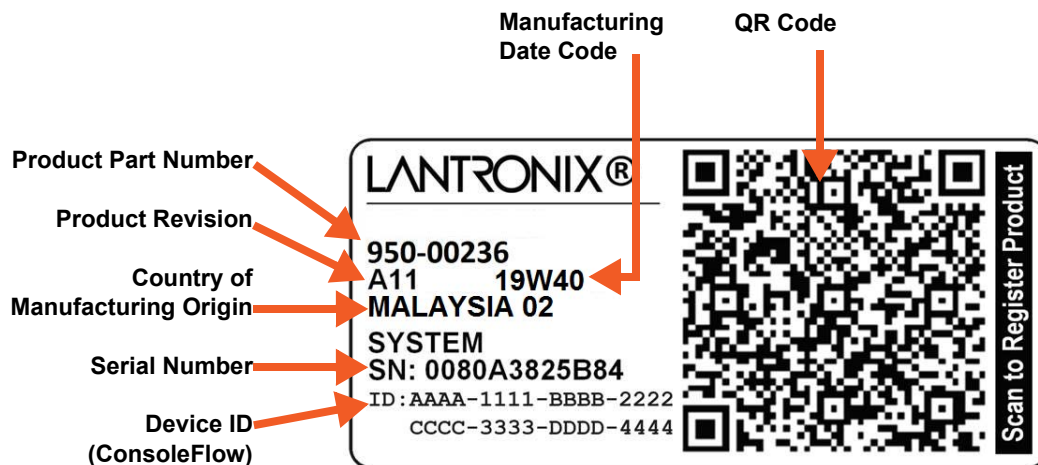 Manufacturing
Date Code
QR Code
Product Part Number
Product Revision
Country of
Manufacturing Origin
Serial Number
Device ID
(ConsoleFlow)
LANTRONIX®
950-00236
A11 19W40
MALAYSIA 02
SYSTEM
SN: 0080A3825B84
ID:AAAA-1111-BBBB-2222
CCCC-3333-DDDD-4444
Scan to Register Product